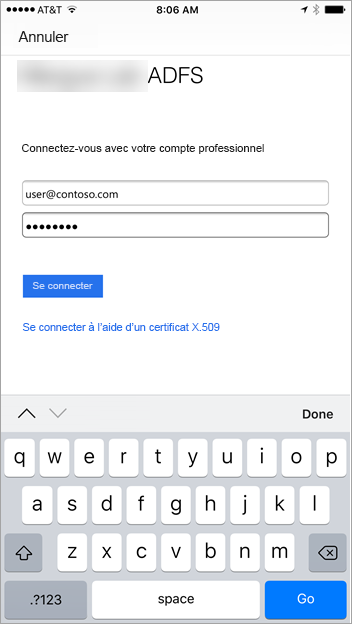 AT&T 8:06 AM
Annuler
ADFS
Connectez-vous avec votre compte professionnel
user@contoso.com
••••••••
Se connecter
Se connecter à l'aide d'un certificat X.509
Done
q w e r t y u i o p
a s d f g h j k l
z x c v b n m
.?123 space Go